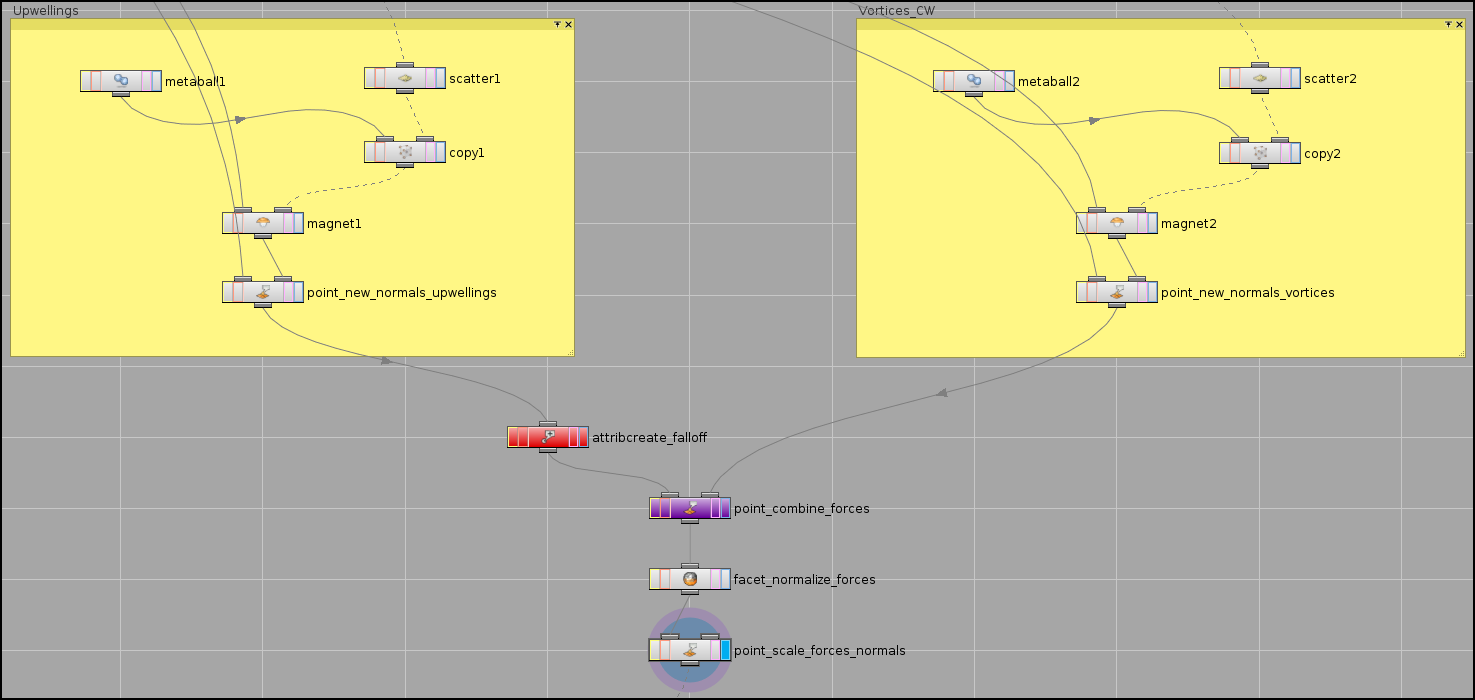 Upwellings
Vortices_CW
metaball1
scatter1
metaball2
scatter2
copy1
copy2
magnet1
magnet2
point_new_normals_upwellings
point_new_normals_vortices
attribcreate_falloff
point_combine_forces
facet_normalize_forces
point_scale_forces_normals